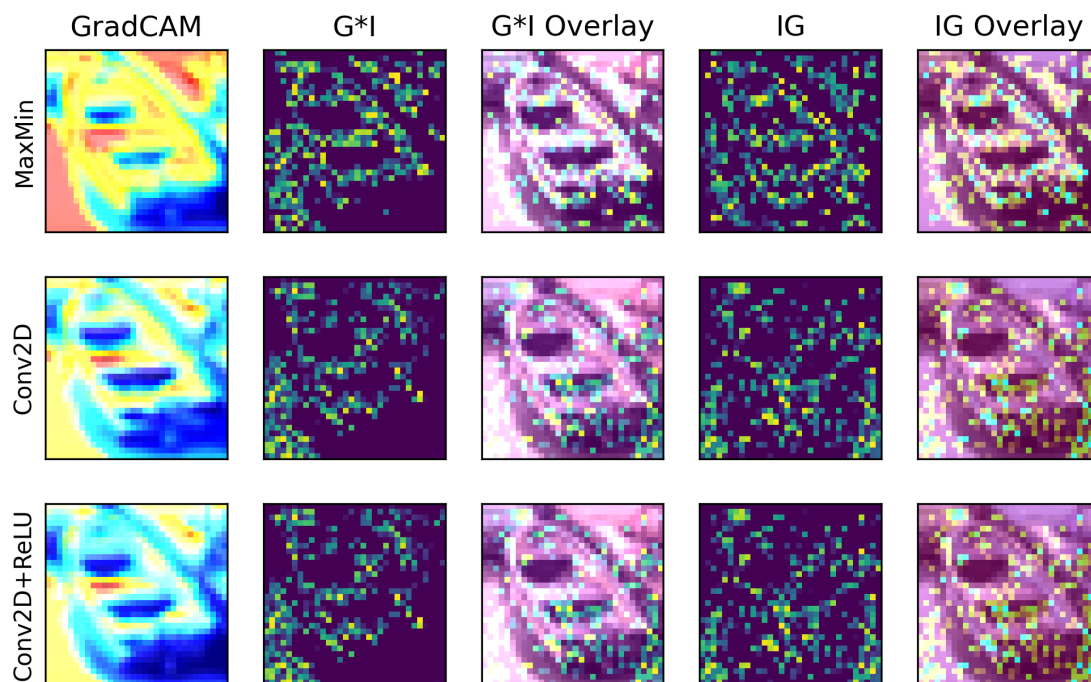 GradCAM
G*I
G*I Overlay
IG
IG Overlay
MaxMin
Conv2D
Conv2D+ReLU